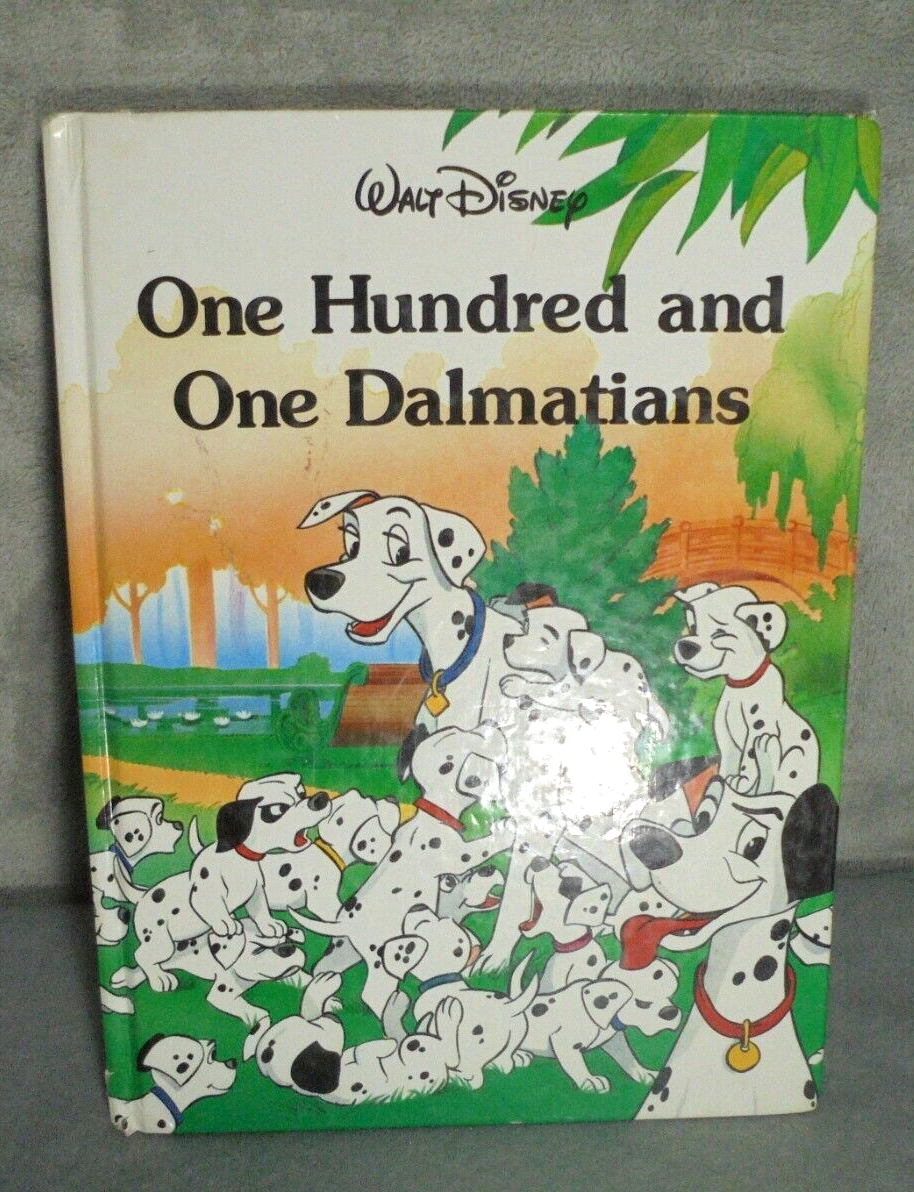 Walt Disney
One Hundred and
One Dalmatians